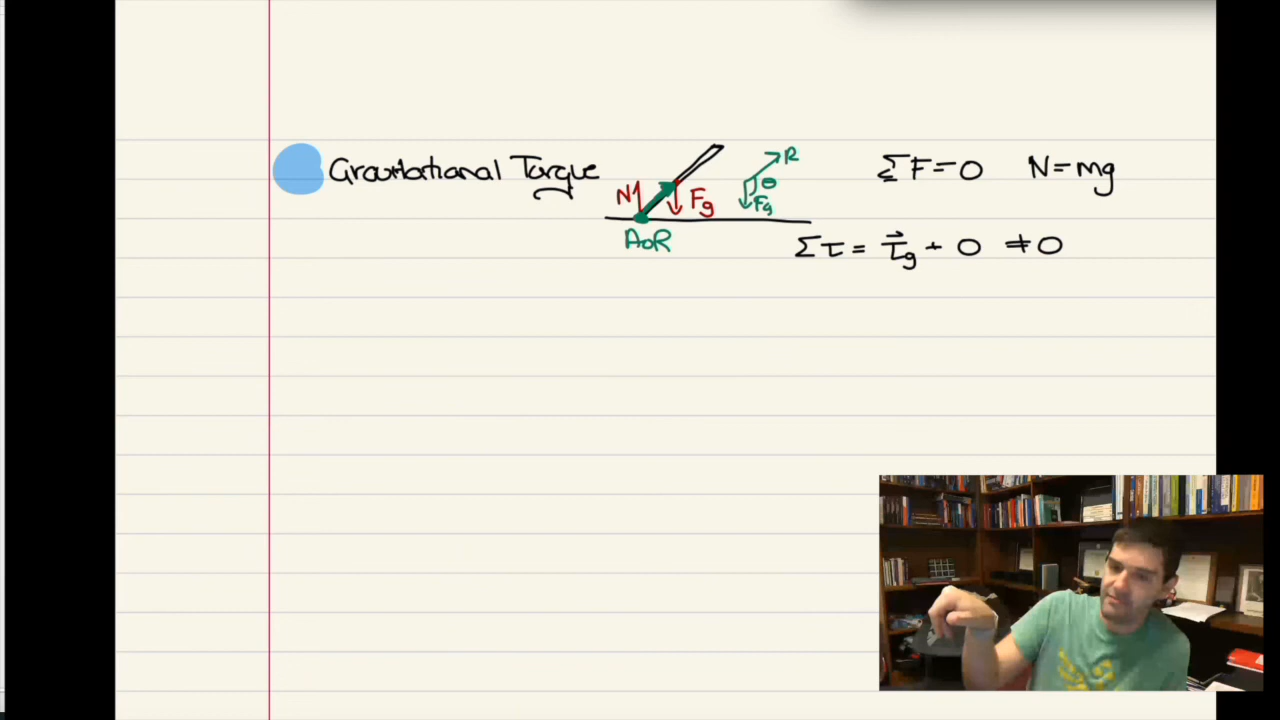 Gravitational Torque N Fg R θ Fg ΣF=0 N=mg
AoR Στ = τg + 0 ≠0